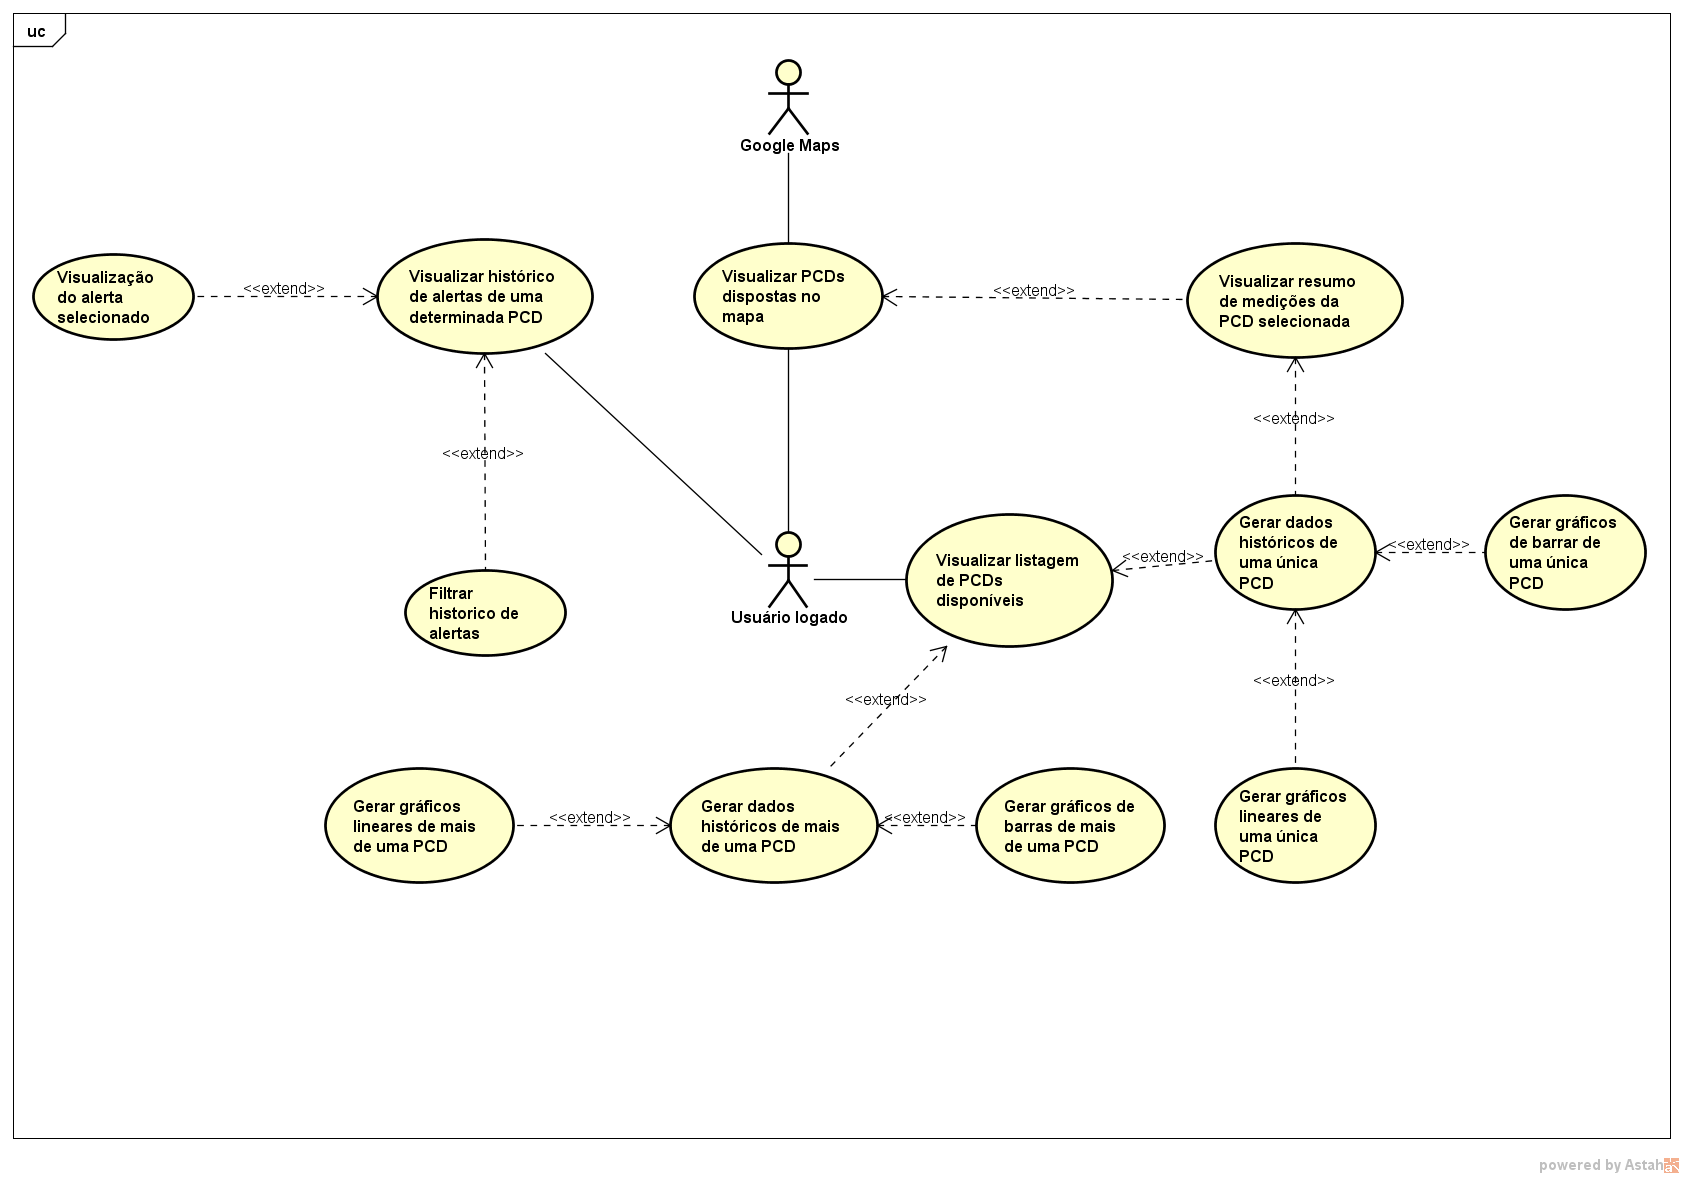 uc
Google Maps
Visualização
do alerta
selecionado
<<extend>>
Visualizar histórico
de alertas de uma
determinada PCD
Visualizar PCDs
dispostas no
mapa
<<extend>>
Visualizar resumo
de medições da
PCD selecionada
<<extend>>
<<extend>>
Filtrar
historico de
alertas
Usuário logado
Visualizar listagem
de PCDs
disponíveis
<<extend>>
Gerar dados
históricos de
uma única
PCD
<<extend>>
Gerar gráficos
de barrar de
uma única
PCD
<<extend>>
<<extend>>
Gerar gráficos
lineares de mais
de uma PCD
<<extend>>
Gerar dados
históricos de mais
de uma PCD
<<extend>>
Gerar gráficos de
barras de mais
de uma PCD
Gerar gráficos
lineares de
uma única
PCD
powered by Astah